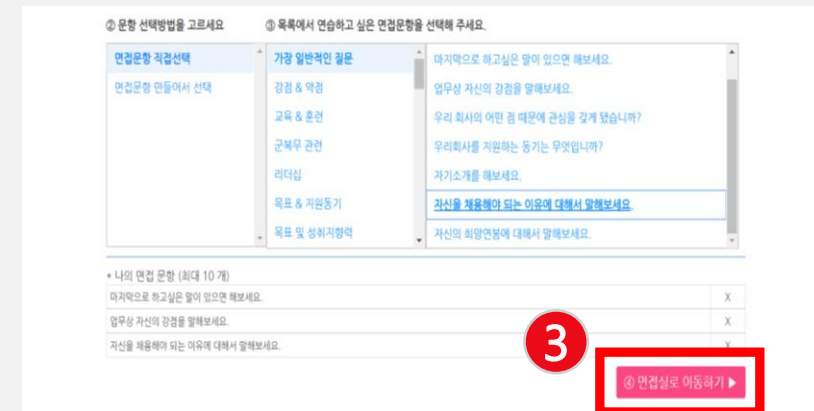 ② 문항 선택방법을 고르세요
③ 목록에서 연습하고 싶은 면접문항을 선택해 주세요.
면접문항 직접선택
면접문항 만들어서 선택
가장 일반적인 질문
강점 & 약점
교육 & 훈련
군복무 관련
리더십
목표 & 지원동기
목표 및 성취지향력
마지막으로 하고싶은 말이 있으면 해보세요.
업무상 자신의 강점을 말해보세요.
우리 회사의 어떤 점 때문에 관심을 갖게 됐습니까?
우리회사를 지원하는 동기는 무엇입니까?
자기소개를 해보세요.
자신을 채용해야 되는 이유에 대해서 말해보세요.
자신의 희망연봉에 대해서 말해보세요.
* 나의 면접 문항 (최대 10 개)
마지막으로 하고싶은 말이 있으면 해보세요. X
업무상 자신의 강점을 말해보세요. X
자신을 채용해야 되는 이유에 대해서 말해보세요. X
3
④ 면접실로 이동하기 ▶